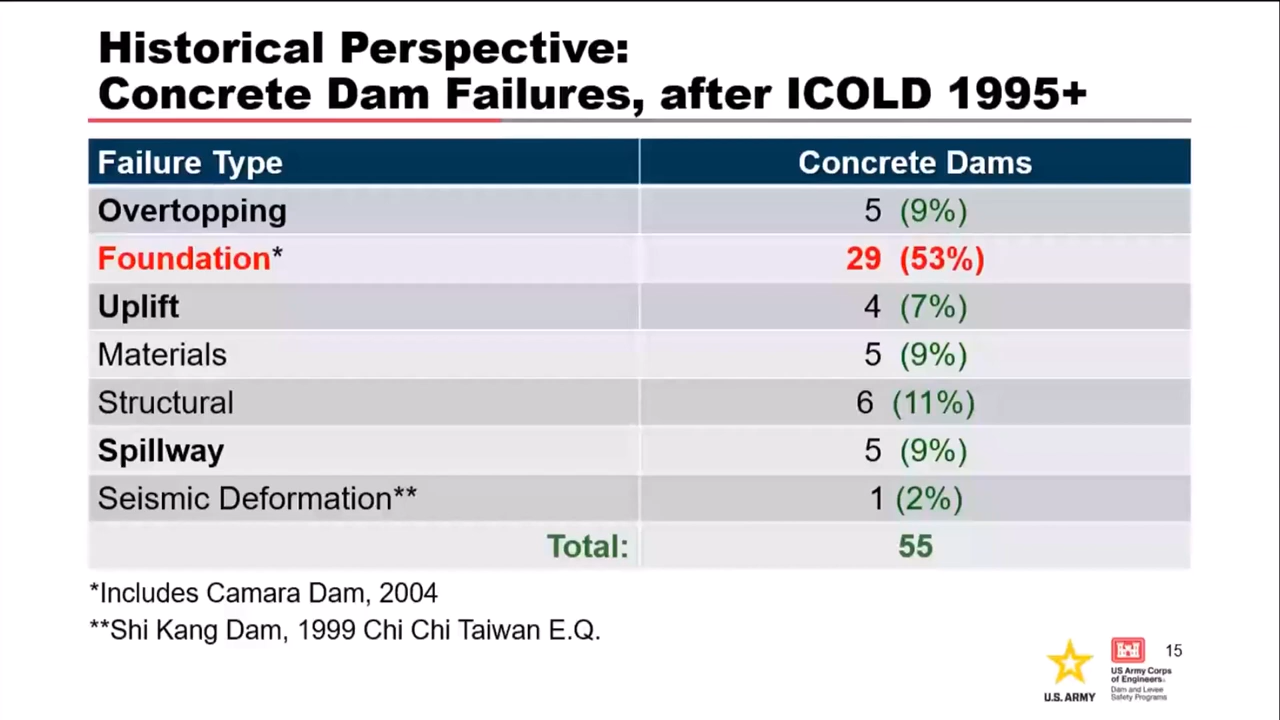 Historical Perspective:
Concrete Dam Failures, after ICOLD 1995+
Failure Type Concrete Dams
Overtopping 5 (9%)
Foundation* 29 (53%)
Uplift 4 (7%)
Materials 5 (9%)
Structural 6 (11%)
Spillway 5 (9%)
Seismic Deformation** 1 (2%)
Total: 55
*Includes Camara Dam, 2004
**Shi Kang Dam, 1999 Chi Chi Taiwan E.Q.
15
U.S. ARMY
US Army Corps
of Engineers®
Dam and Levee
Safety Programs